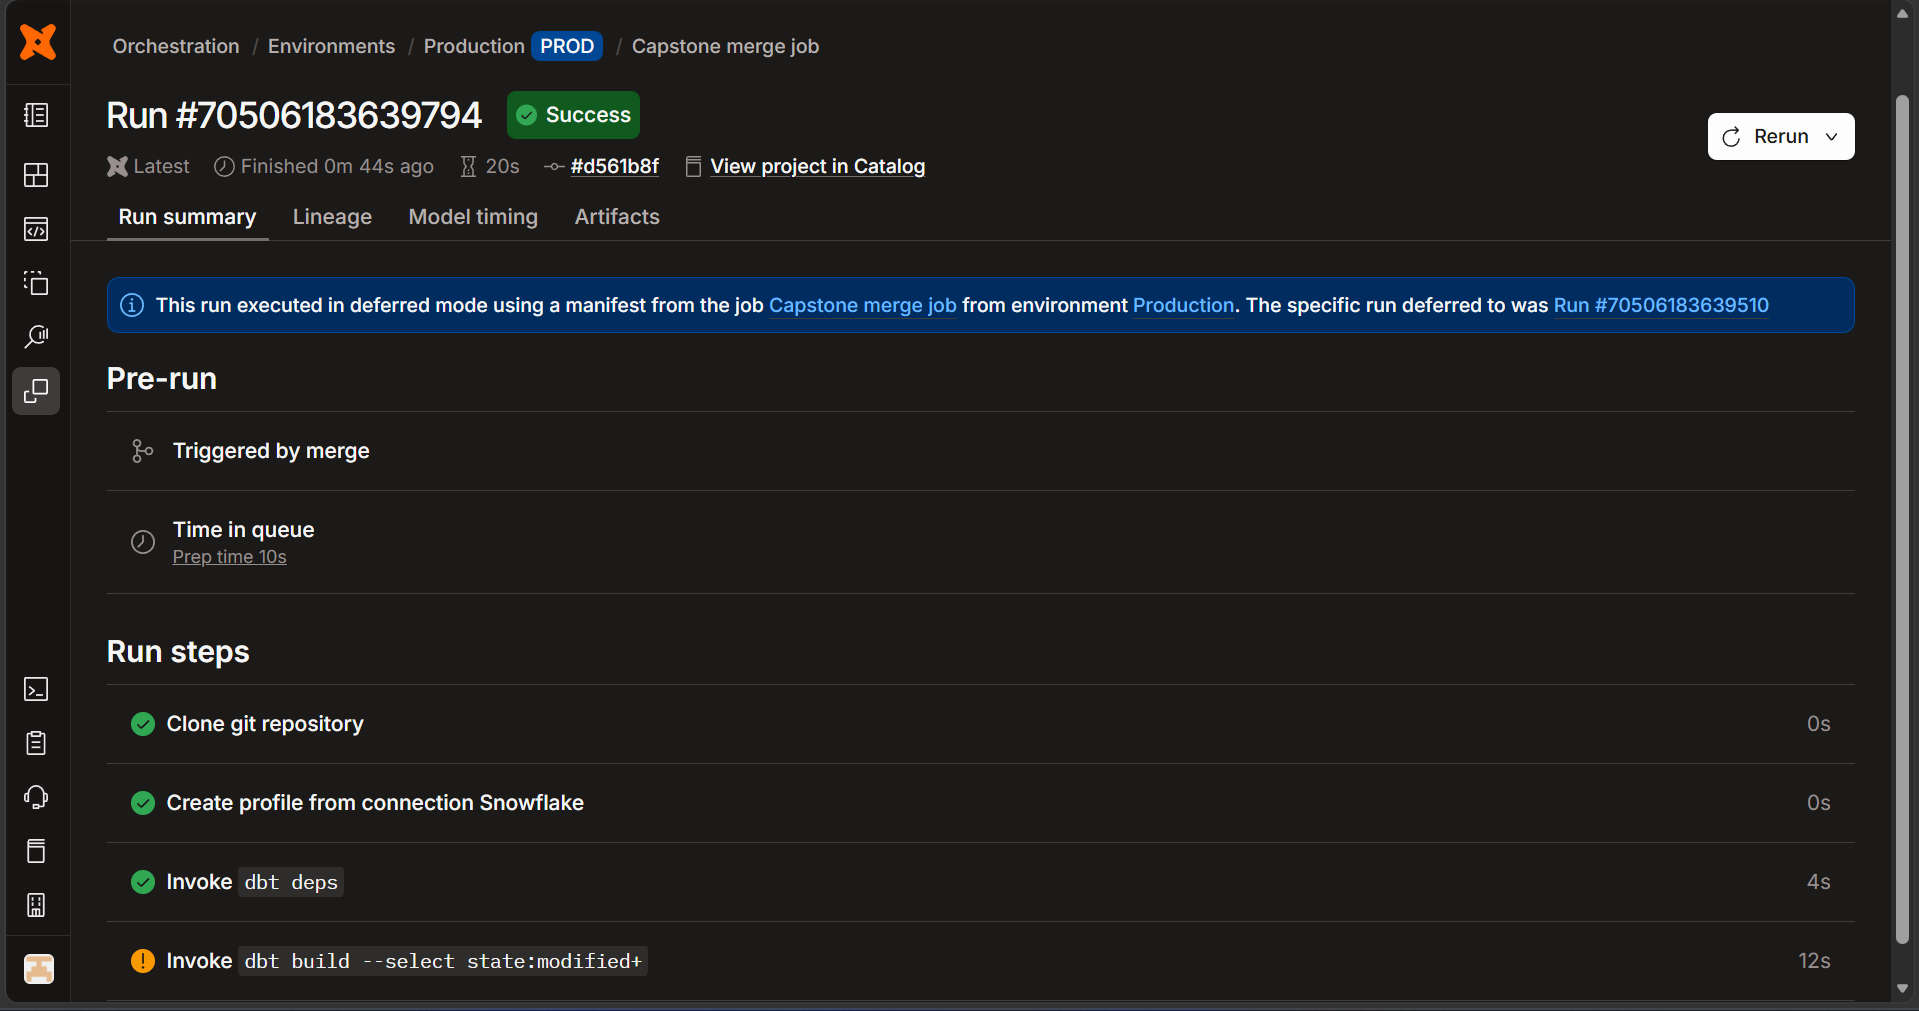 Orchestration / Environments / Production PROD / Capstone merge job
Run #70506183639794 Success
Rerun
Latest Finished 0m 44s ago 20s #d561b8f View project in Catalog
Run summary Lineage Model timing Artifacts
This run executed in deferred mode using a manifest from the job Capstone merge job from environment Production. The specific run deferred to was Run #70506183639510
Pre-run
Triggered by merge
Time in queue
Prep time 10s
Run steps
Clone git repository 0s
Create profile from connection Snowflake 0s
Invoke dbt deps 4s
Invoke dbt build --select state:modified+ 12s